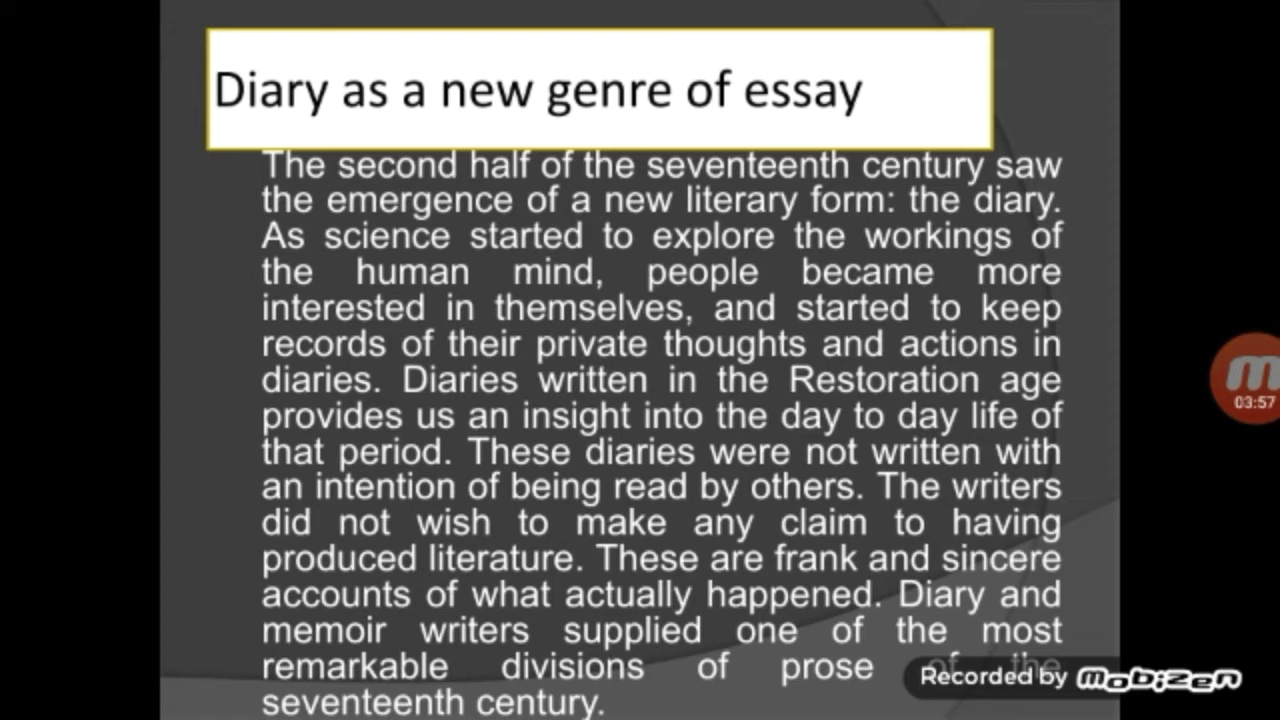 Diary as a new genre of essay
The second half of the seventeenth century saw
the emergence of a new literary form: the diary.
As science started to explore the workings of
the human mind, people became more
interested in themselves, and started to keep
records of their private thoughts and actions in
diaries. Diaries written in the Restoration age
provides us an insight into the day to day life of
that period. These diaries were not written with
an intention of being read by others. The writers
did not wish to make any claim to having
produced literature. These are frank and sincere
accounts of what actually happened. Diary and
memoir writers supplied one of the most
remarkable divisions of prose of the
seventeenth century.
03:57
Recorded by mobizen